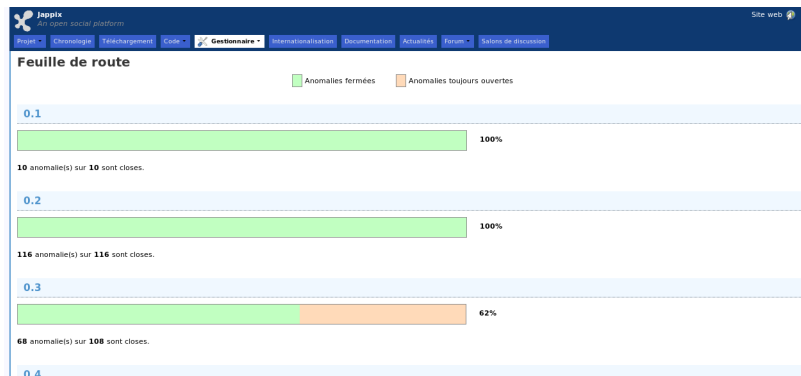 Jappix
An open social platform
Site web
Projet Chronologie Téléchargement Code Gestionnaire Internationalisation Documentation Actualités Forum Salons de discussion
Feuille de route
Anomalies fermées Anomalies toujours ouvertes
0.1
100%
10 anomalie(s) sur 10 sont closes.
0.2
100%
116 anomalie(s) sur 116 sont closes.
0.3
62%
68 anomalie(s) sur 108 sont closes.
0.4